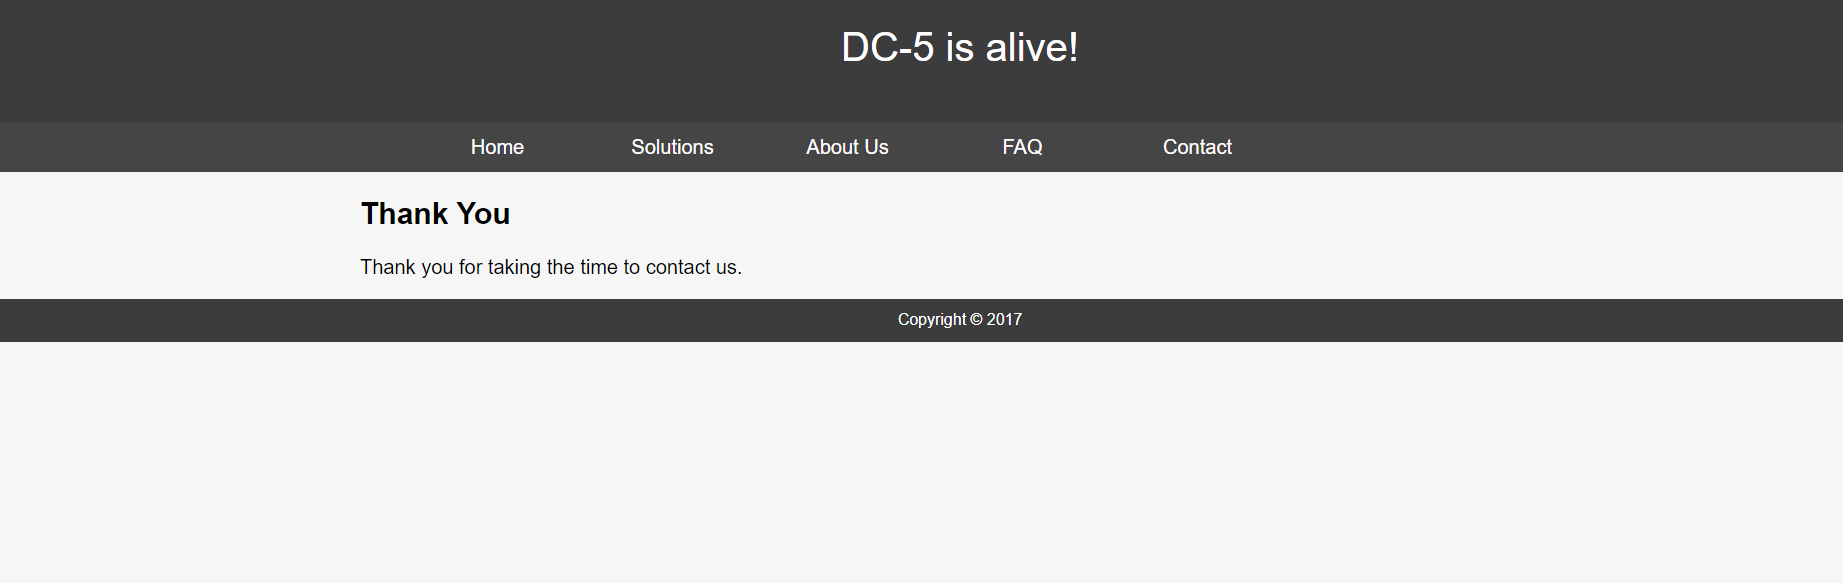 DC-5 is alive!
Home Solutions About Us FAQ Contact
Thank You
Thank you for taking the time to contact us.
Copyright © 2017